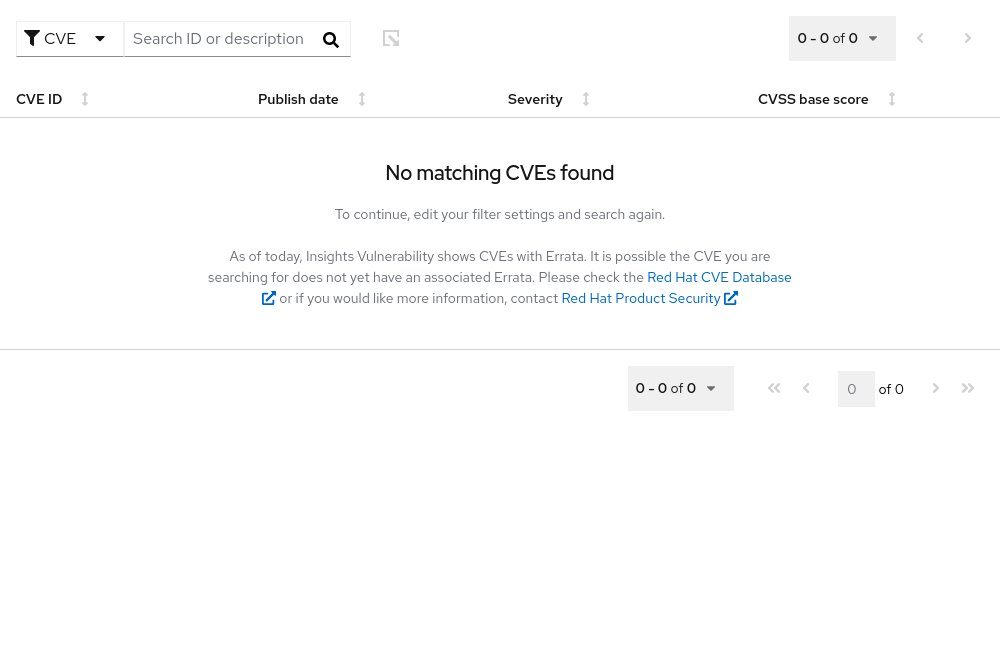 CVE Search ID or description 0 - 0 of 0
CVE ID Publish date Severity CVSS base score
No matching CVEs found
To continue, edit your filter settings and search again.
As of today, Insights Vulnerability shows CVEs with Errata. It is possible the CVE you are
searching for does not yet have an associated Errata. Please check the Red Hat CVE Database
or if you would like more information, contact Red Hat Product Security
0 - 0 of 0 0 of 0